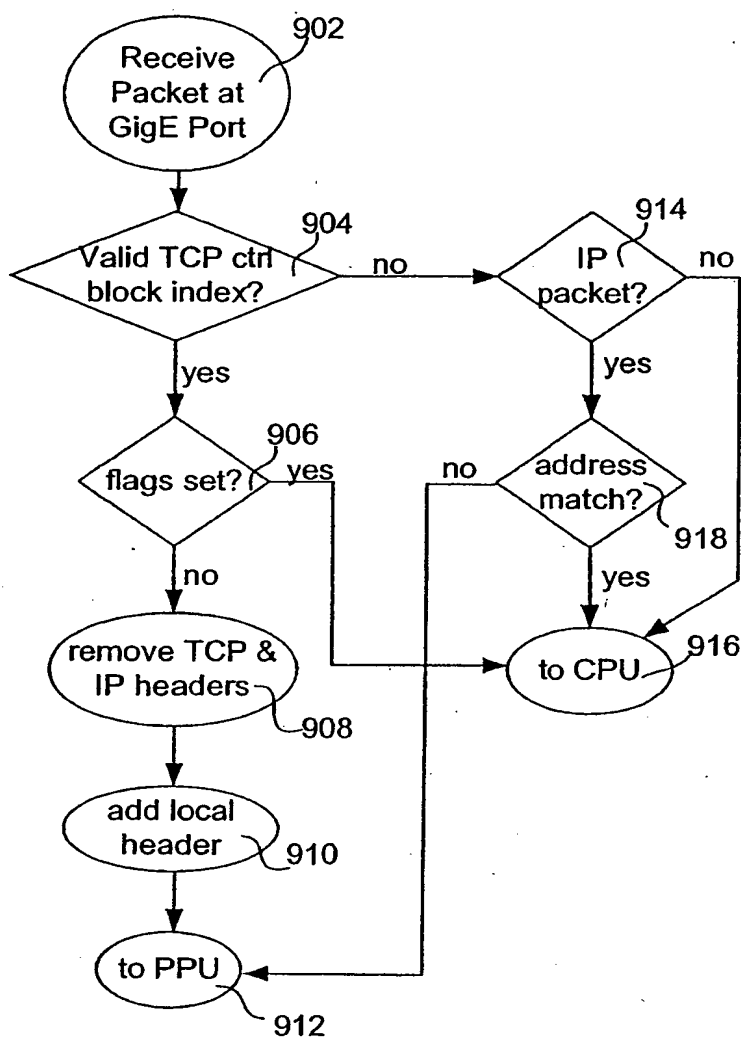 902
Receive
Packet at
GigE Port
904
Valid TCP ctrl
block index?
no
914
IP
packet?
no
yes
yes
906
flags set?
yes
no
address
match?
918
no
yes
remove TCP &
IP headers
908
to CPU
916
add local
header
910
to PPU
912